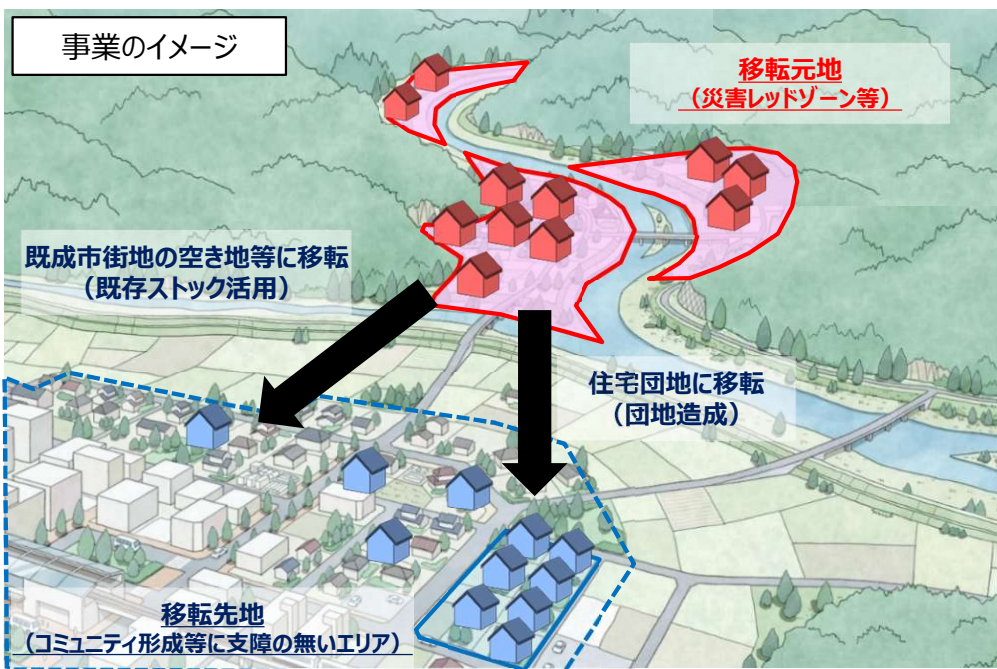 事業のイメージ
移転元地
（災害レッドゾーン等）
既成市街地の空き地等に移転
（既存ストック活用）
住宅団地に移転
（団地造成）
移転先地
（コミュニティ形成等に支障の無いエリア）